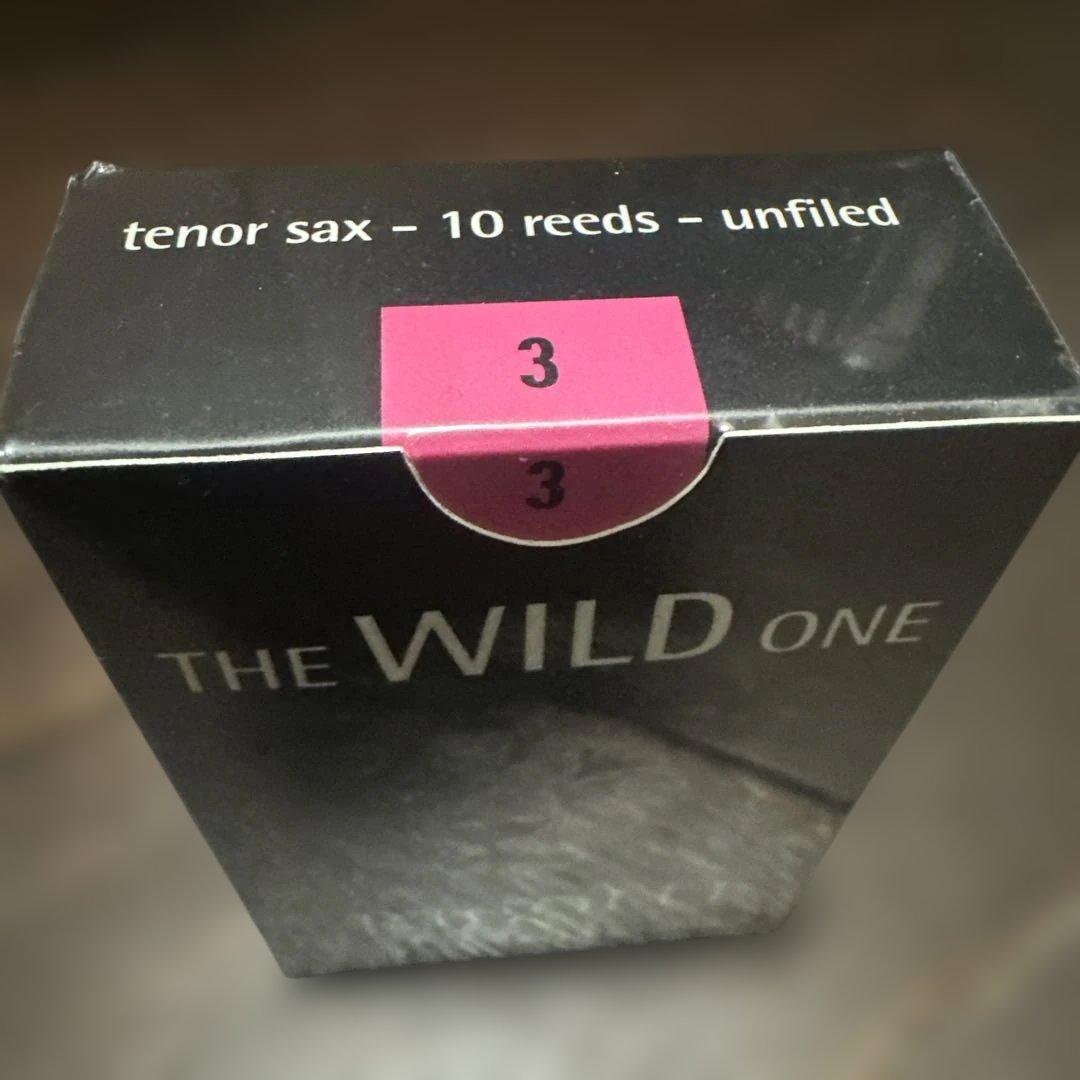 tenor sax – 10 reeds – unfiled
3
3
THE WILD ONE